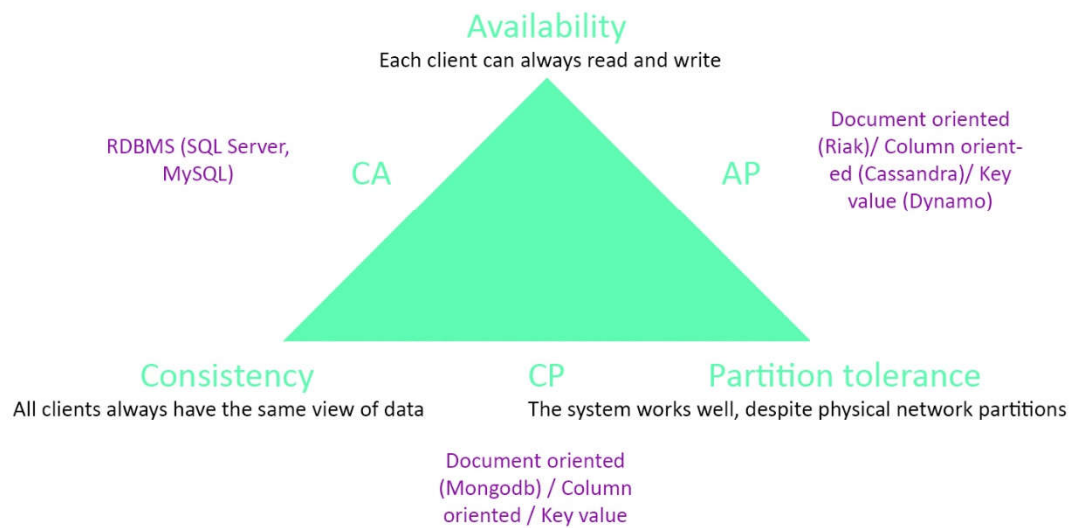 Availability
Each client can always read and write
RDBMS (SQL Server,
MySQL)
CA
AP
Document oriented
(Riak)/ Column orient-
ed (Cassandra)/ Key
value (Dynamo)
Consistency
All clients always have the same view of data
CP
Partition tolerance
The system works well, despite physical network partitions
Document oriented
(Mongodb) / Column
oriented / Key value